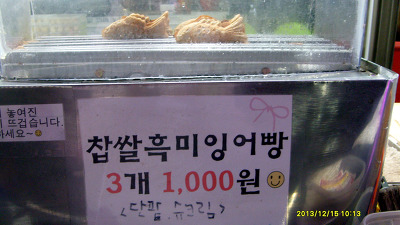 놓여진
뜨겁습니다.
하세요~
찹쌀흑미잉어빵
3개 1,000원
<단팥.슈크림>
2013/12/15 10:13